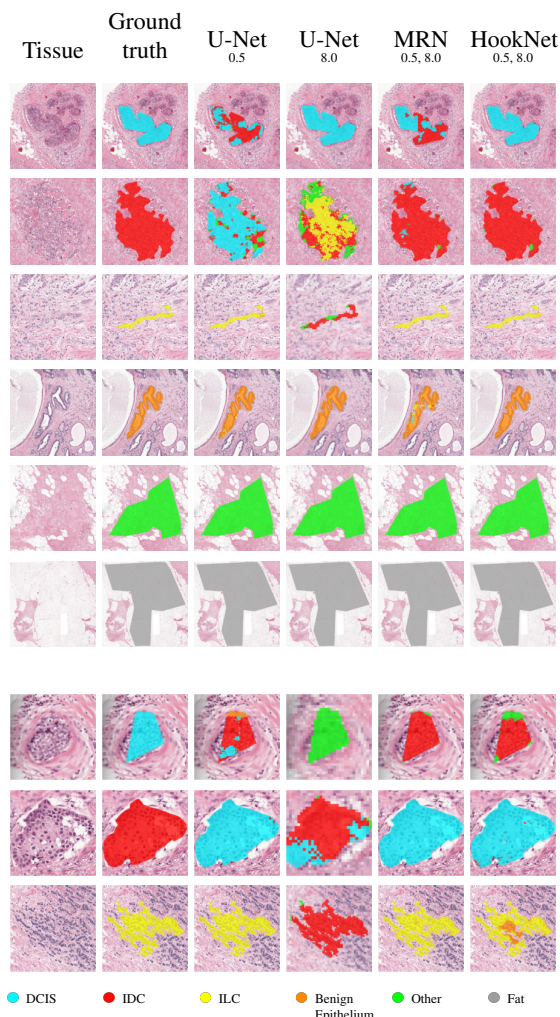 Tissue Ground truth U-Net 0.5 U-Net 8.0 MRN 0.5, 8.0 HookNet 0.5, 8.0
DCIS IDC ILC Benign Epithelium Other Fat